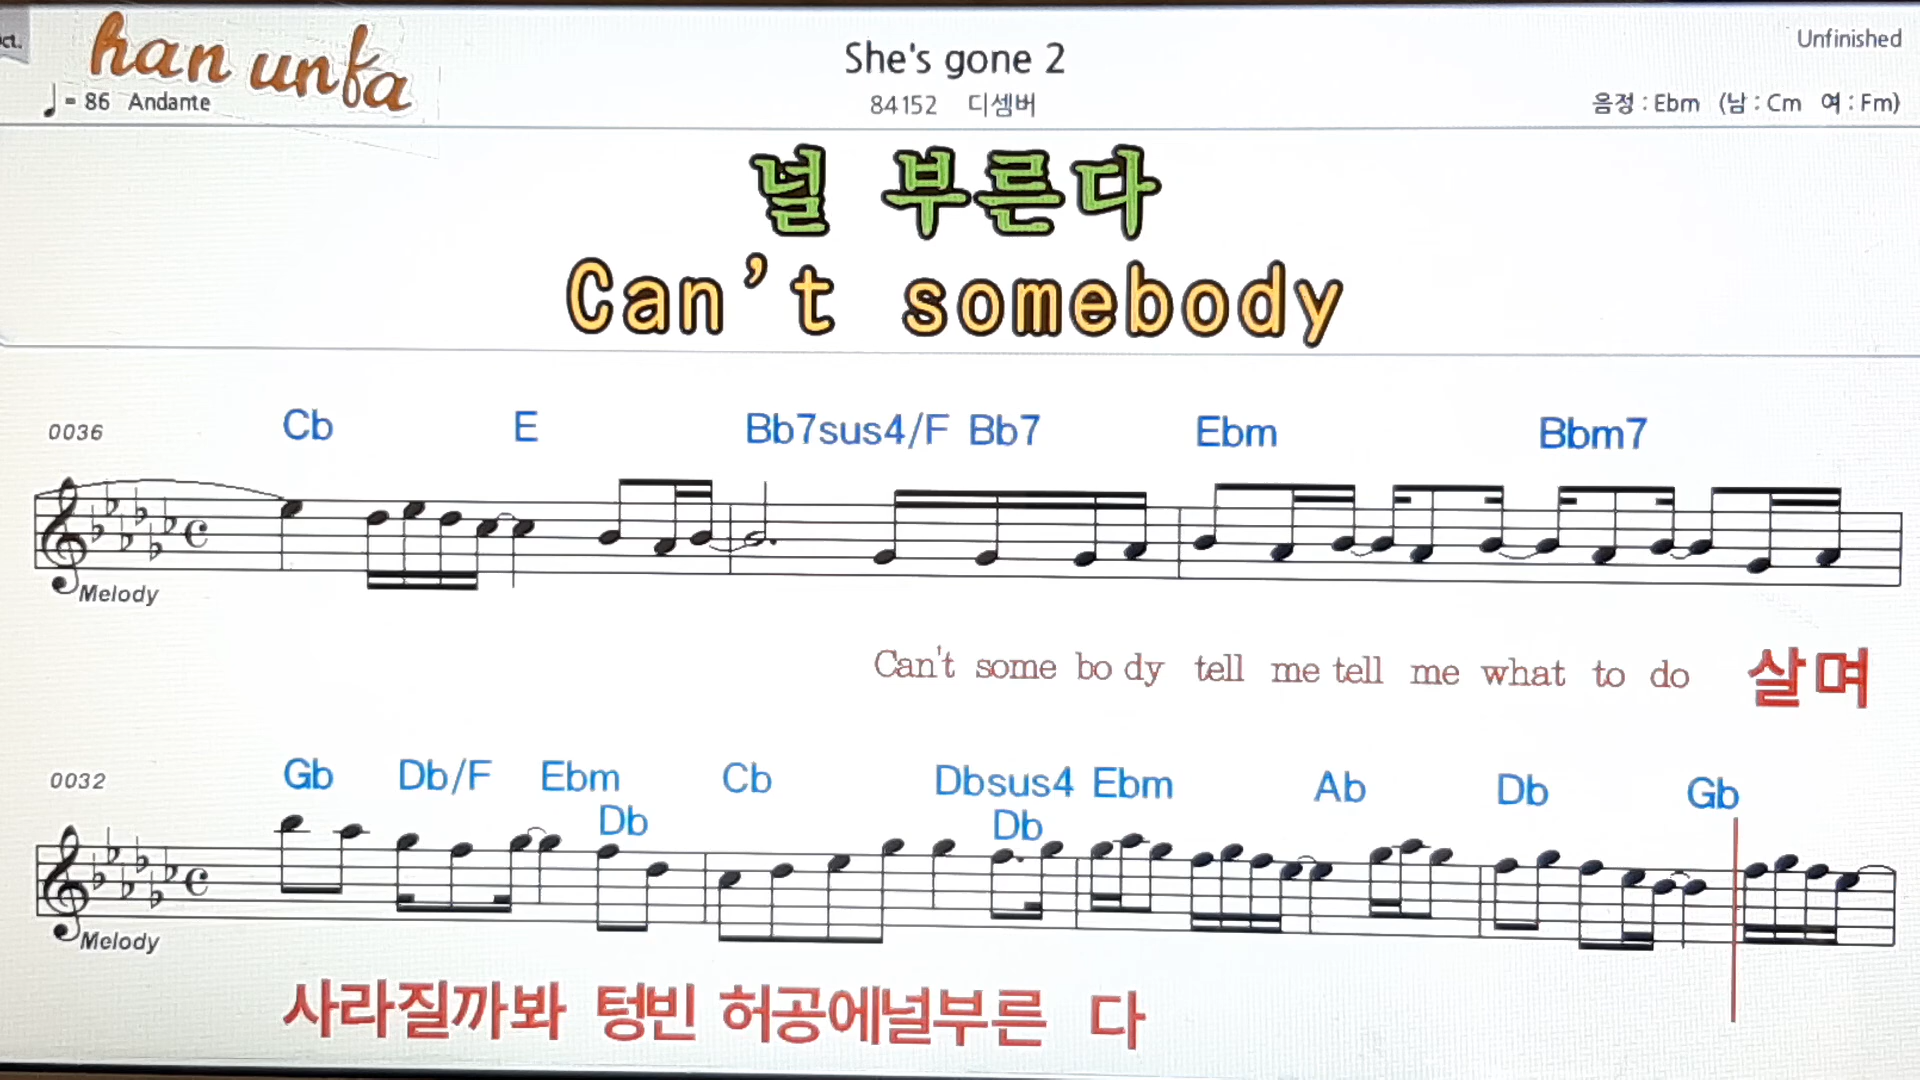 ct.
han unfa
She's gone 2
Unfinished
= 86 Andante
84152 디셈버
음정 : Ebm (남 : Cm 여 : Fm)
널 부른다
Can't somebody
0036 Cb E Bb7sus4/F Bb7 Ebm Bbm7
Melody
Can't some bo dy tell me tell me what to do 살며
0032 Gb Db/F Ebm Cb Dbsus4 Ebm Ab Db Gb
Db Db
Melody
사라질까봐 텅빈 허공에널부른 다